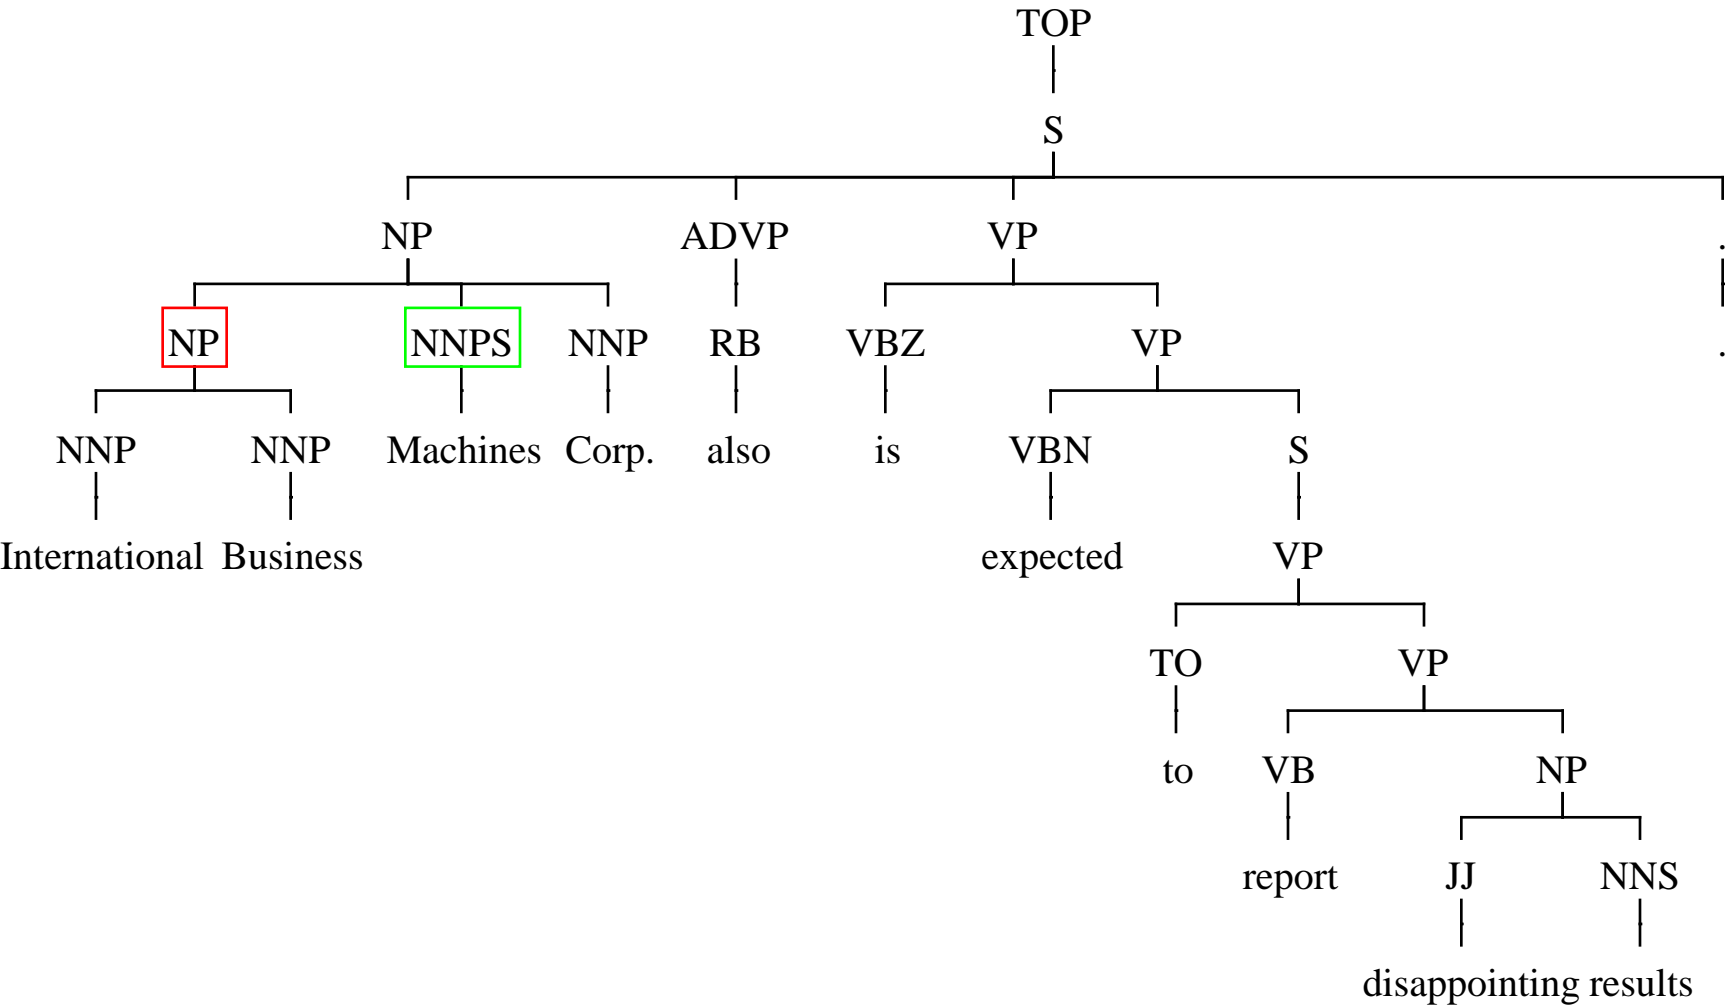 TOP
S
NP ADVP VP .
NP NNPS NNP RB VBZ VP .
NNP NNP Machines Corp. also is VBN S
International Business expected VP
TO VP
to VB NP
report JJ NNS
disappointing results